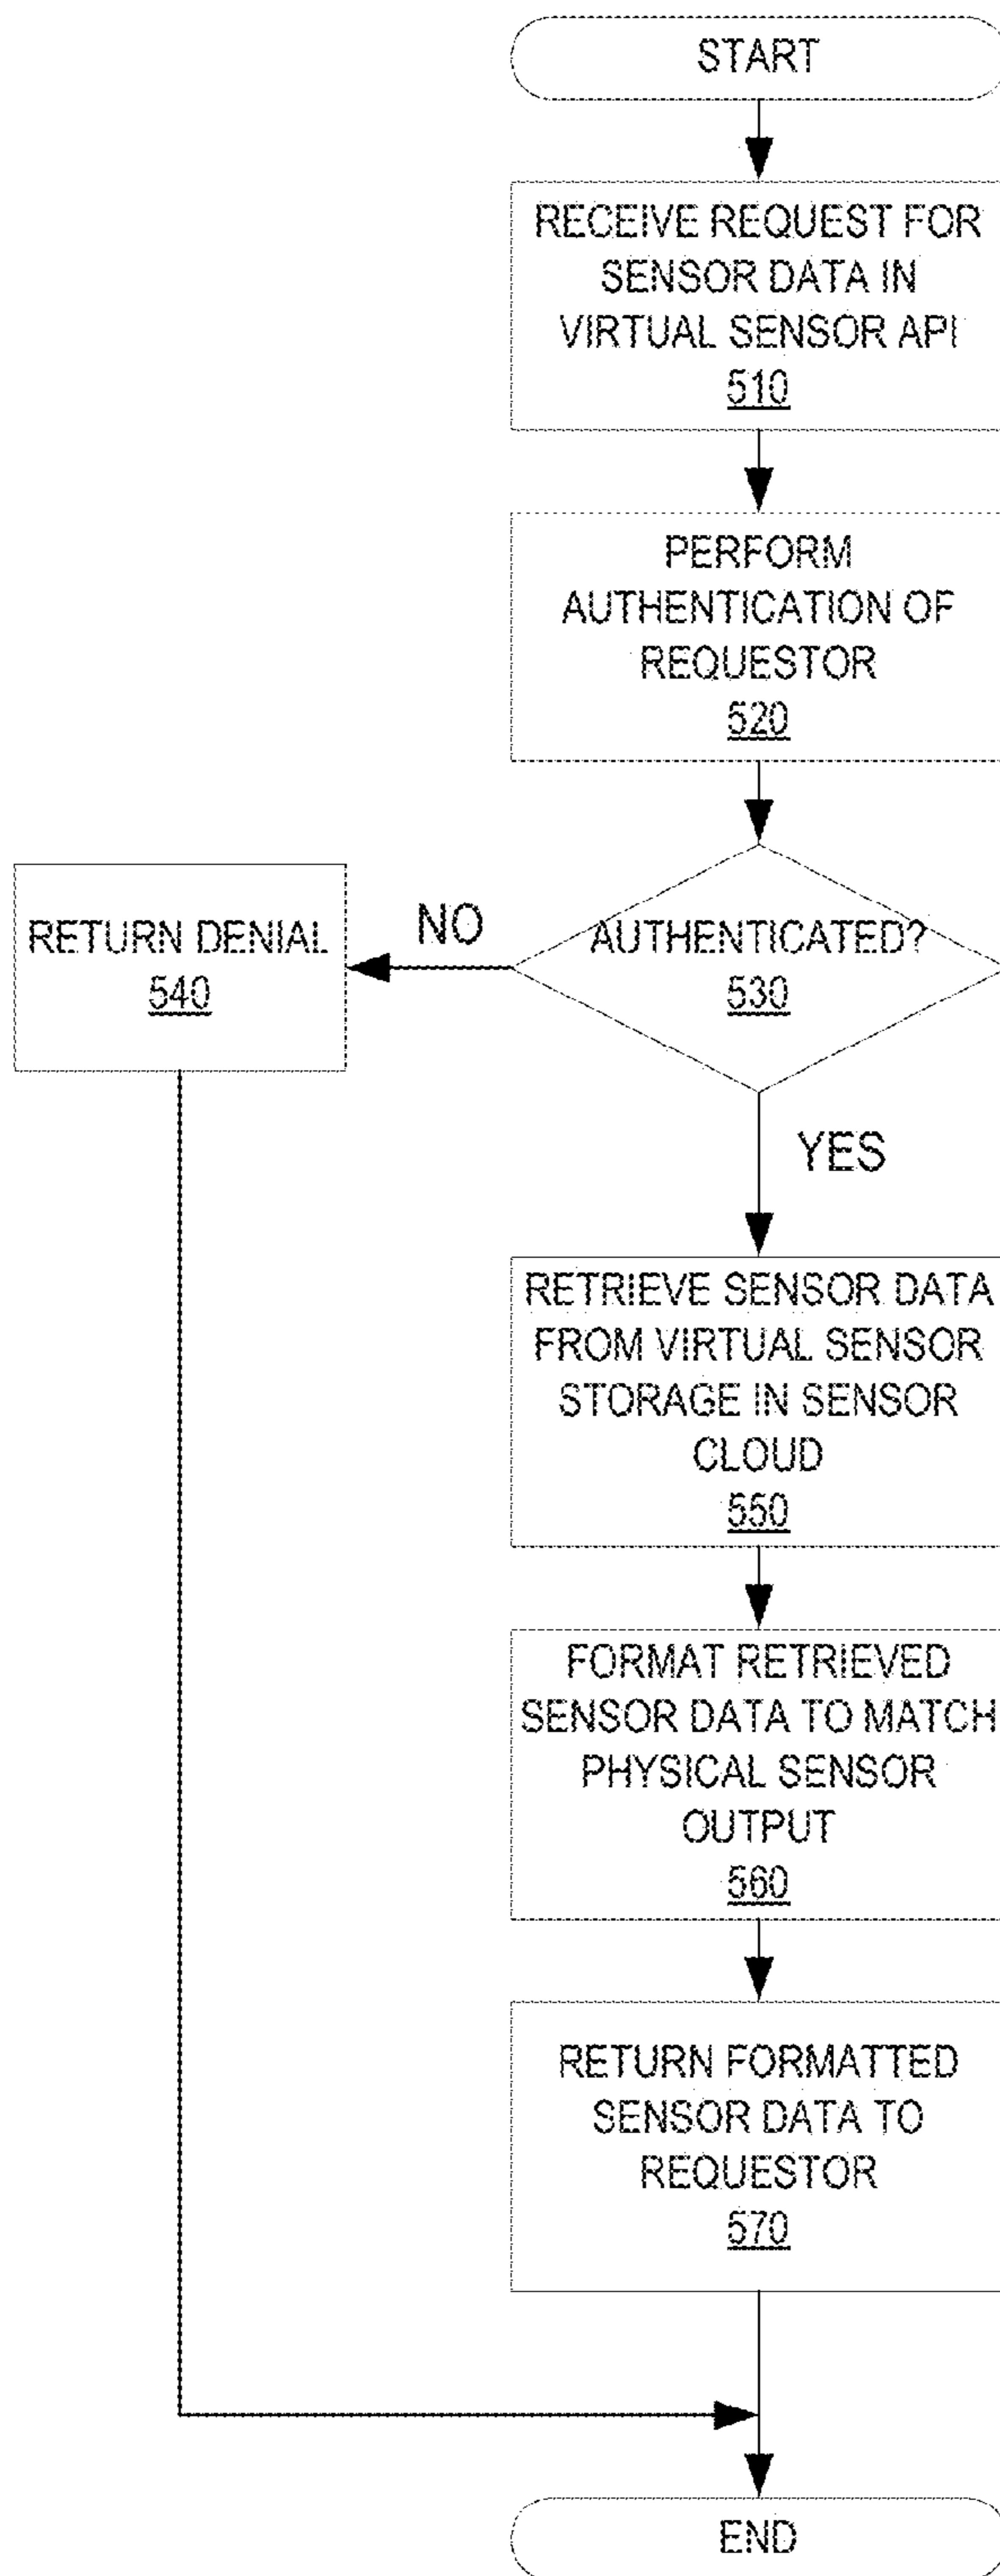 START
RECEIVE REQUEST FOR
SENSOR DATA IN
VIRTUAL SENSOR API
510
PERFORM
AUTHENTICATION OF
REQUESTOR
520
AUTHENTICATED?
530
NO
RETURN DENIAL
540
YES
RETRIEVE SENSOR DATA
FROM VIRTUAL SENSOR
STORAGE IN SENSOR
CLOUD
550
FORMAT RETRIEVED
SENSOR DATA TO MATCH
PHYSICAL SENSOR
OUTPUT
560
RETURN FORMATTED
SENSOR DATA TO
REQUESTOR
570
END